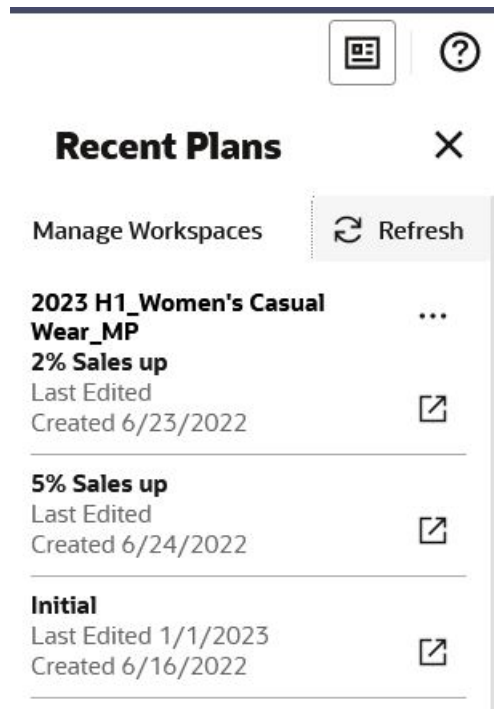 Recent Plans
Manage Workspaces
Refresh
2023 H1_Women's Casual
Wear_MP
2% Sales up
Last Edited
Created 6/23/2022
5% Sales up
Last Edited
Created 6/24/2022
Initial
Last Edited 1/1/2023
Created 6/16/2022